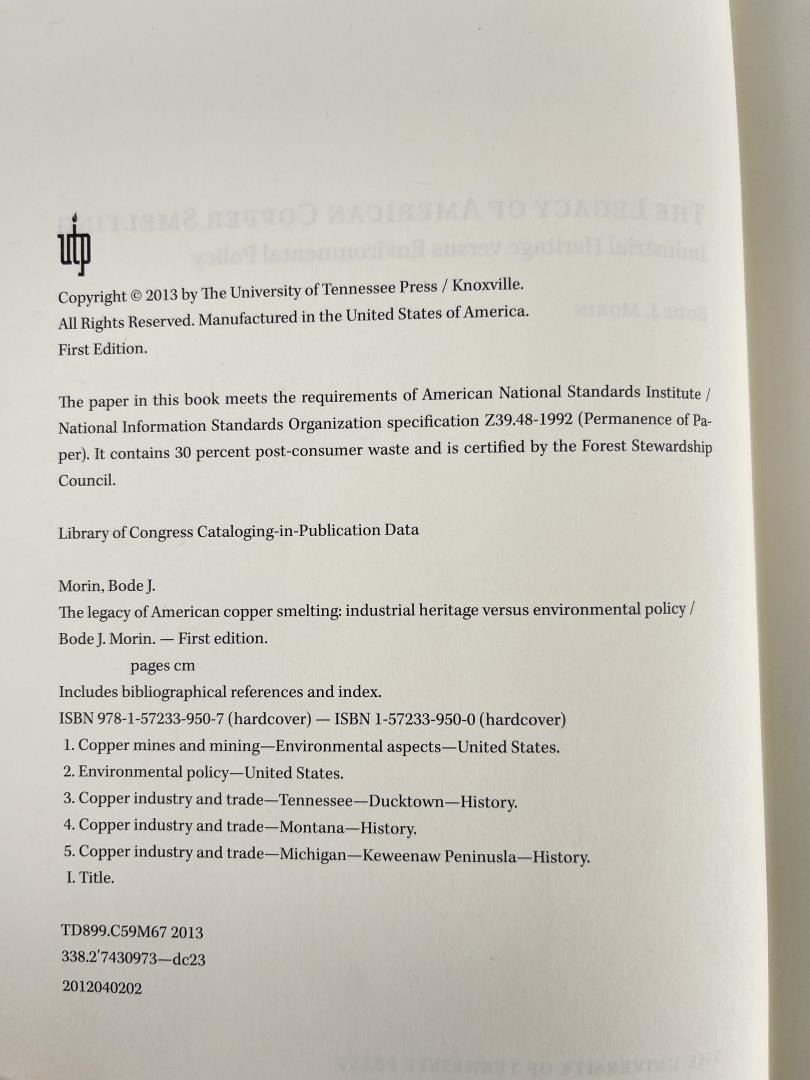 utp
Copyright © 2013 by The University of Tennessee Press / Knoxville.
All Rights Reserved. Manufactured in the United States of America.
First Edition.
The paper in this book meets the requirements of American National Standards Institute /
National Information Standards Organization specification Z39.48-1992 (Permanence of Pa-
per). It contains 30 percent post-consumer waste and is certified by the Forest Stewardship
Council.
Library of Congress Cataloging-in-Publication Data
Morin, Bode J.
The legacy of American copper smelting: industrial heritage versus environmental policy /
Bode J. Morin. — First edition.
pages cm
Includes bibliographical references and index.
ISBN 978-1-57233-950-7 (hardcover) — ISBN 1-57233-950-0 (hardcover)
1. Copper mines and mining—Environmental aspects—United States.
2. Environmental policy—United States.
3. Copper industry and trade—Tennessee—Ducktown—History.
4. Copper industry and trade—Montana—History.
5. Copper industry and trade—Michigan—Keweenaw Peninusla—History.
I. Title.
TD899.C59M67 2013
338.2'7430973—dc23
2012040202